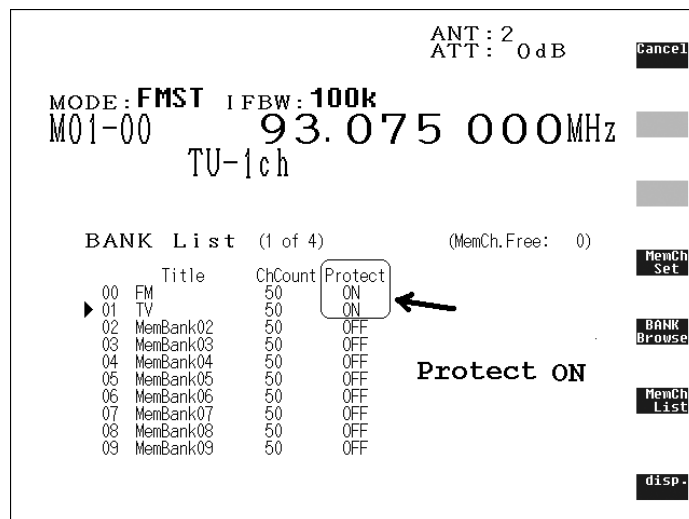 ANT:2
ATT: 0dB
Cancel
MODE:FMST IFBW:100k
M01-00 93.075 000MHz
TV-1ch
BANK List (1 of 4) (MemCh.Free: 0)
MemCh
Set
Title ChCount Protect
00 FM 50 ON
01 TV 50 ON
02 MemBank02 50 OFF
03 MemBank03 50 OFF
04 MemBank04 50 OFF
05 MemBank05 50 OFF
06 MemBank06 50 OFF
07 MemBank07 50 OFF
08 MemBank08 50 OFF
09 MemBank09 50 OFF
BANK
Browse
Protect ON
MemCh
List
disp.